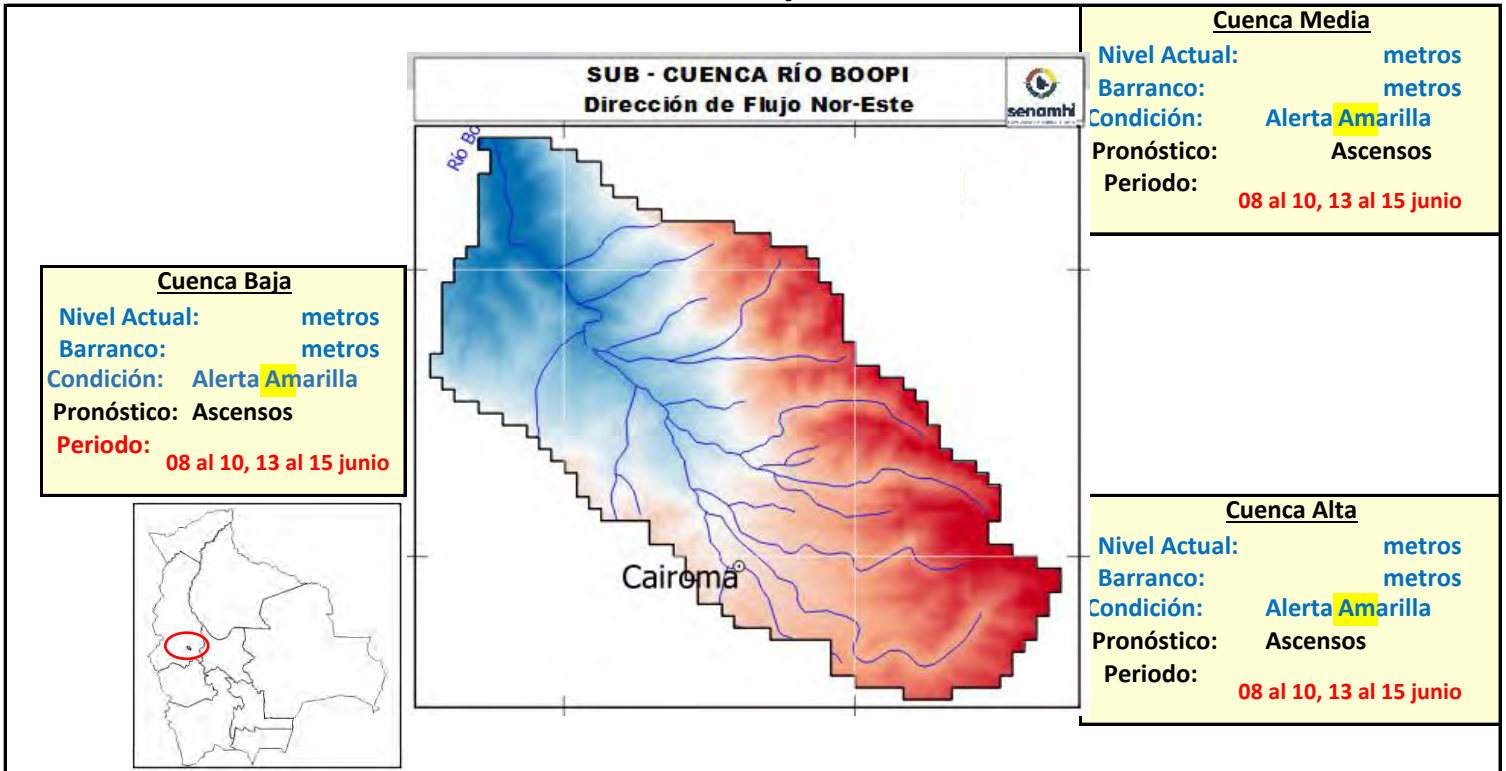 SUB - CUENCA RÍO BOOPI
Dirección de Flujo Nor-Este
senamhi
Río Bo
Cairoma
Cuenca Media
Nivel Actual: metros
Barranco: metros
Condición: Alerta Amarilla
Pronóstico: Ascensos
Periodo:
08 al 10, 13 al 15 junio
Cuenca Baja
Nivel Actual: metros
Barranco: metros
Condición: Alerta Amarilla
Pronóstico: Ascensos
Periodo:
08 al 10, 13 al 15 junio
Cuenca Alta
Nivel Actual: metros
Barranco: metros
Condición: Alerta Amarilla
Pronóstico: Ascensos
Periodo:
08 al 10, 13 al 15 junio